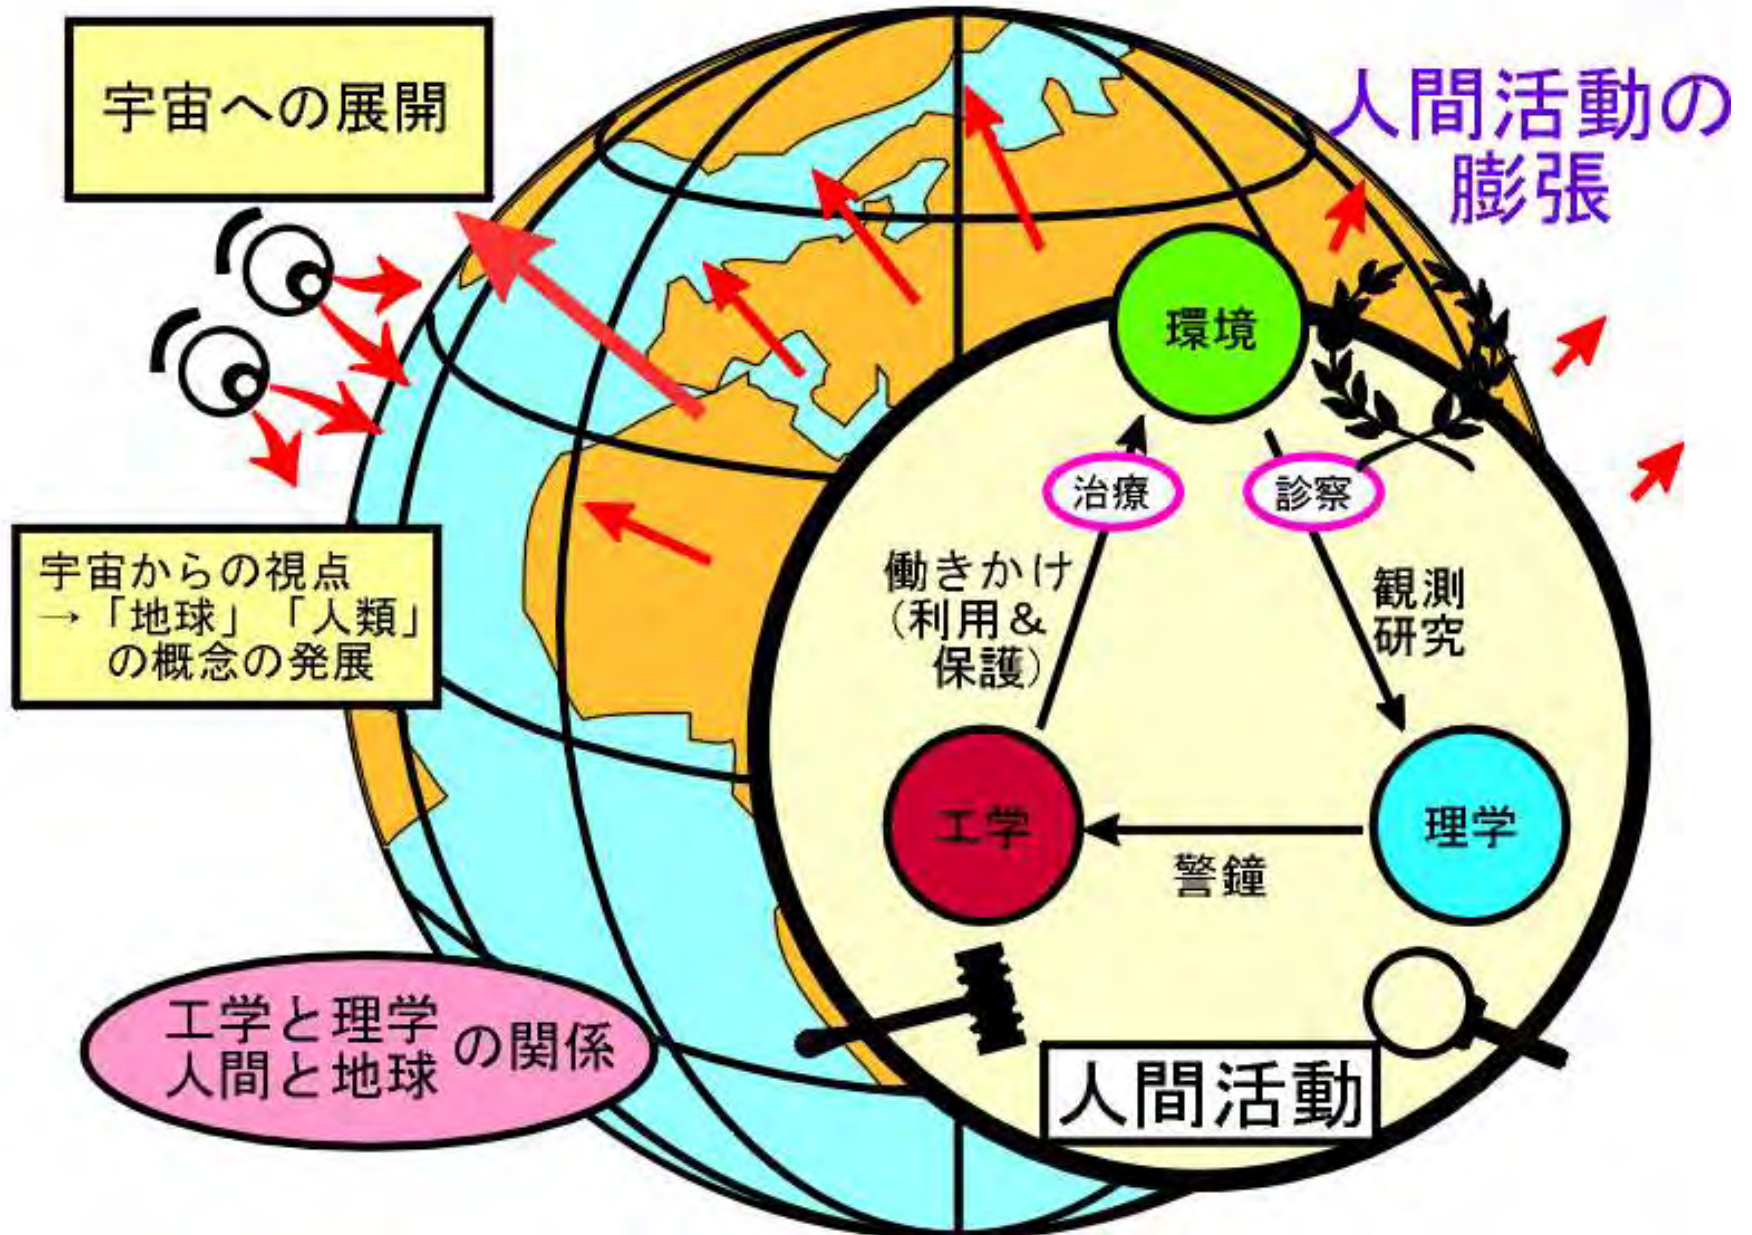 宇宙への展開
人間活動の
膨張
環境
治療
診察
宇宙からの視点
→「地球」「人類」
の概念の発展
働きかけ
(利用&
保護)
観測
研究
工学
理学
警鐘
工学と理学
人間と地球
の関係
人間活動